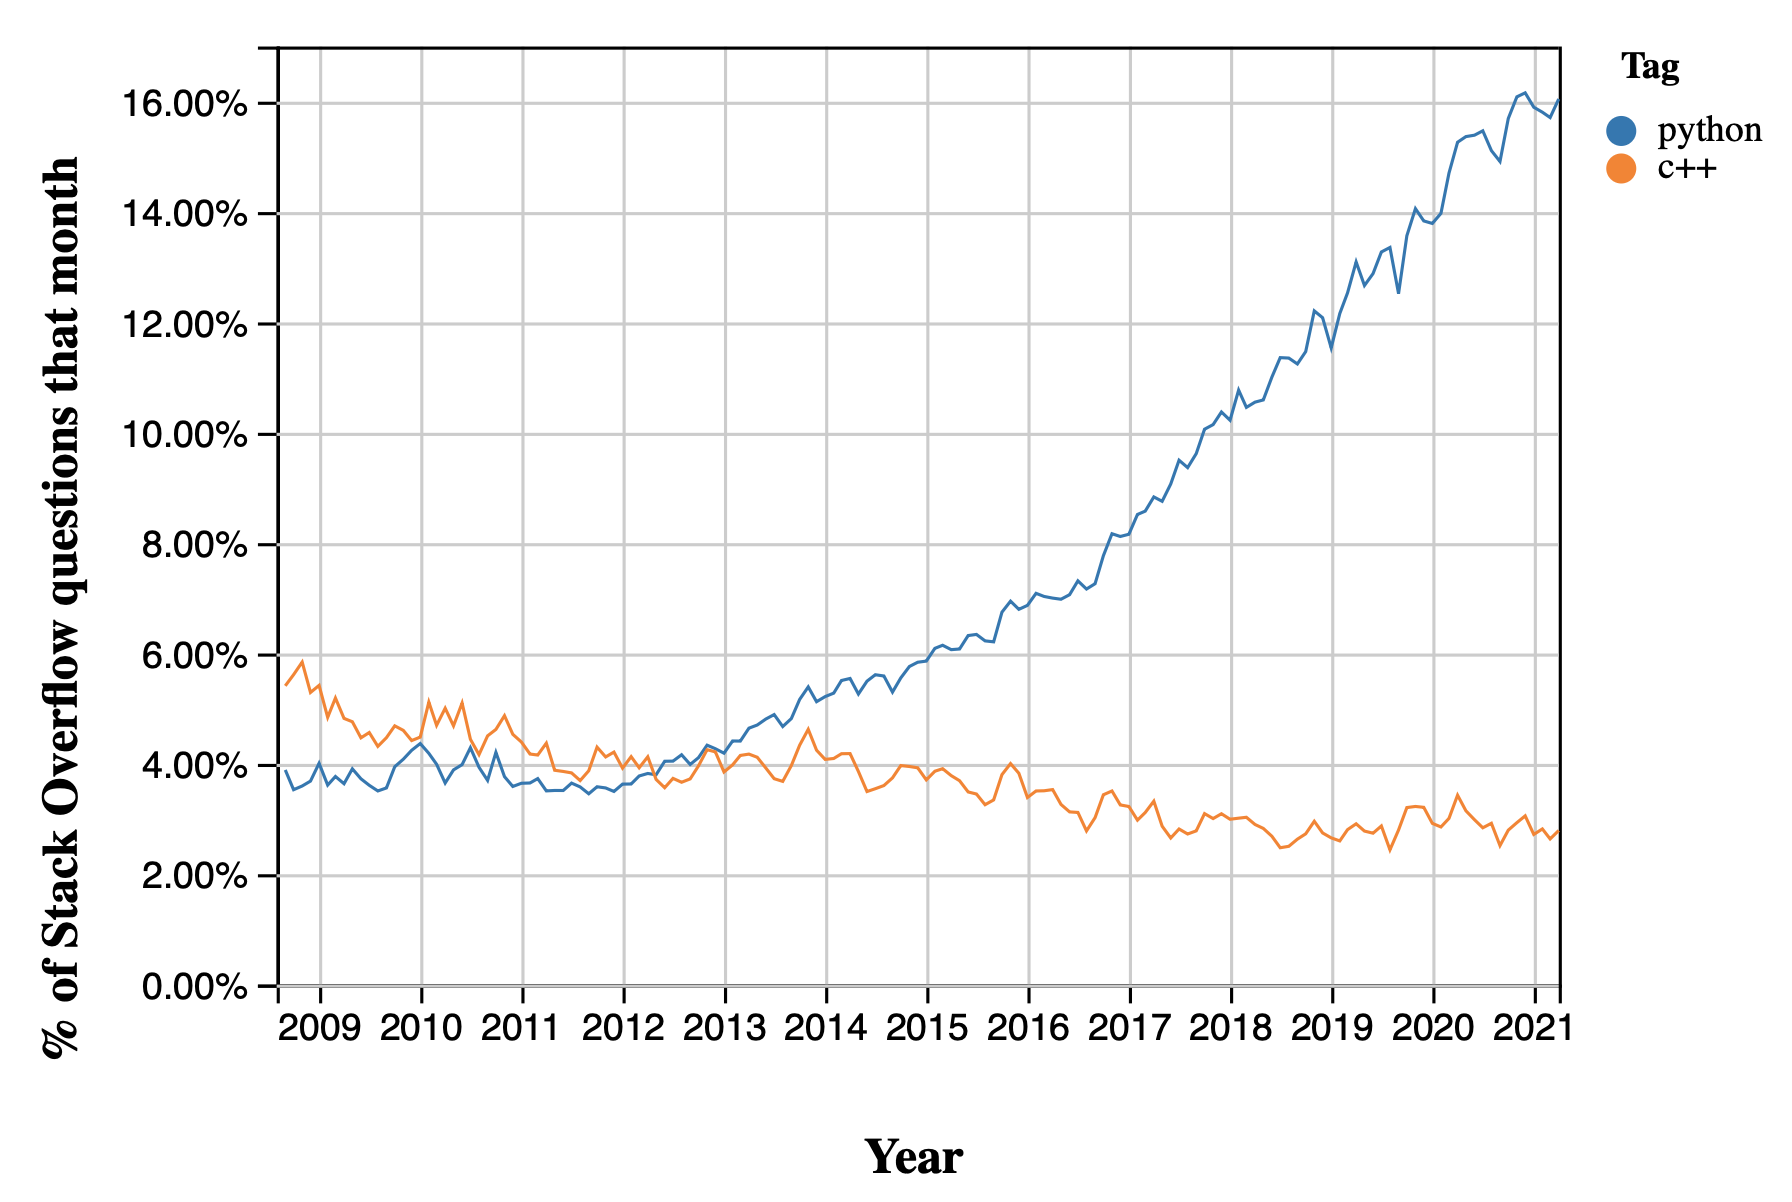 Tag
python
c++
% of Stack Overflow questions that month
16.00%
14.00%
12.00%
10.00%
8.00%
6.00%
4.00%
2.00%
0.00%
2009 2010 2011 2012 2013 2014 2015 2016 2017 2018 2019 2020 2021
Year